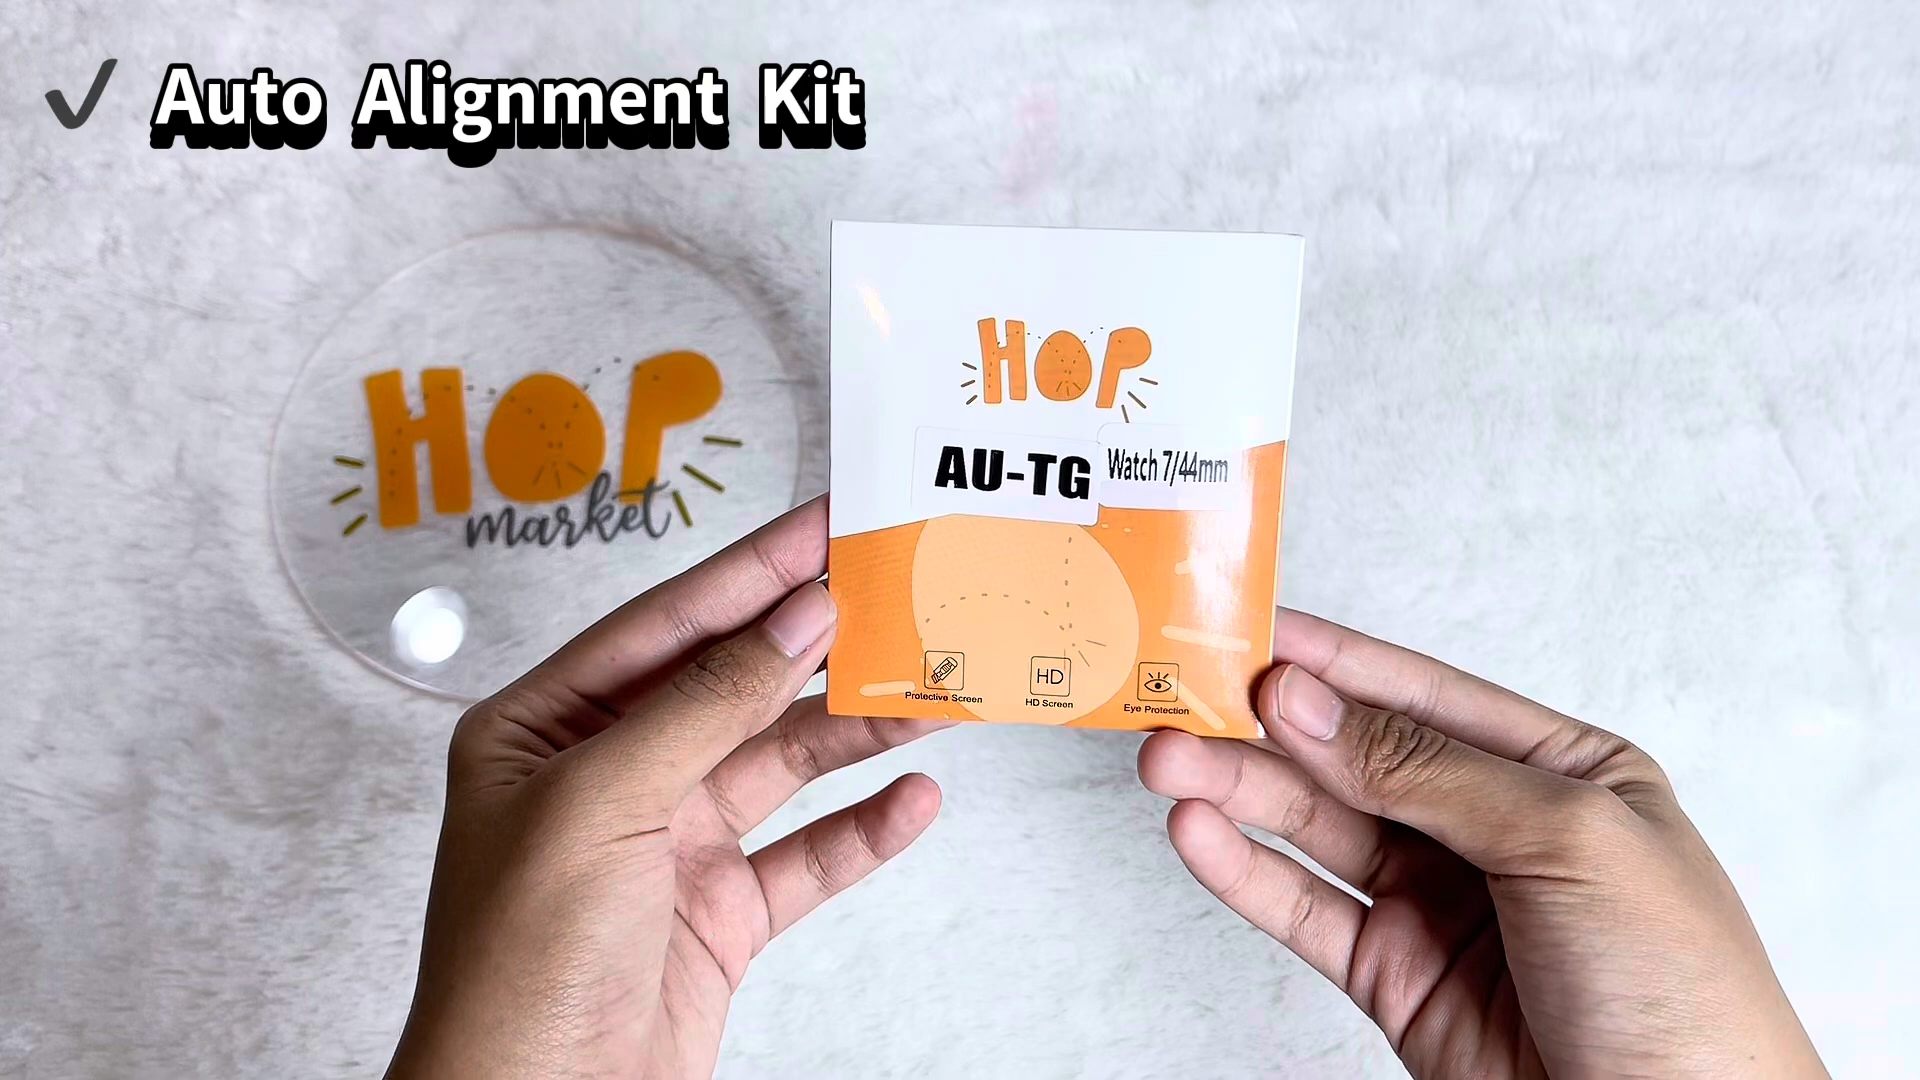 ✔ Auto Alignment Kit
HOP
market
HOP
AU-TG
Watch 7/44mm
Protective Screen
HD
HD Screen
Eye Protection